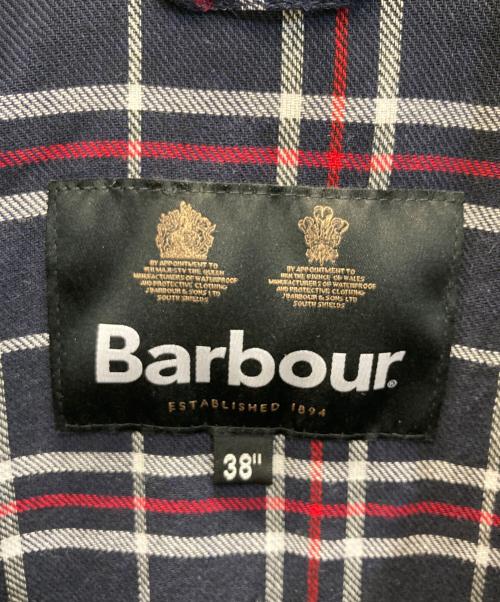 BY APPOINTMENT TO
HER MAJESTY THE QUEEN
MANUFACTURERS OF WATERPROOF
AND PROTECTIVE CLOTHING
J BARBOUR & SONS LTD
SOUTH SHIELDS
BY APPOINTMENT TO
HRH THE PRINCE OF WALES
MANUFACTURERS OF WATERPROOF
AND PROTECTIVE CLOTHING
J BARBOUR & SONS LTD
SOUTH SHIELDS
Barbour®
ESTABLISHED 1894
38"